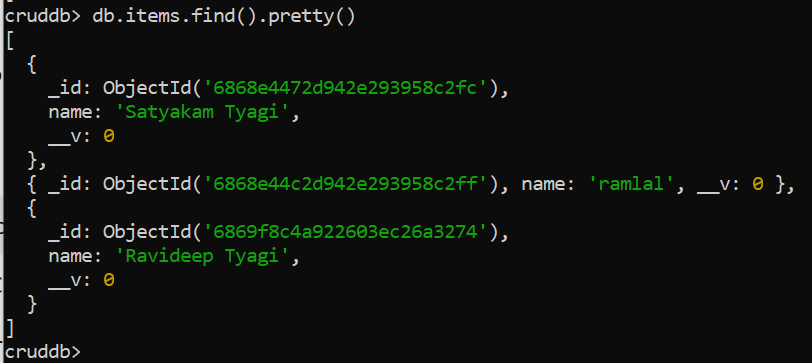 cruddb> db.items.find().pretty()
[
  {
    _id: ObjectId('6868e4472d942e293958c2fc'),
    name: 'Satyakam Tyagi',
    __v: 0
  },
  { _id: ObjectId('6868e44c2d942e293958c2ff'), name: 'ramlal', __v: 0 },
  {
    _id: ObjectId('6869f8c4a922603ec26a3274'),
    name: 'Ravideep Tyagi',
    __v: 0
  }
]
cruddb>